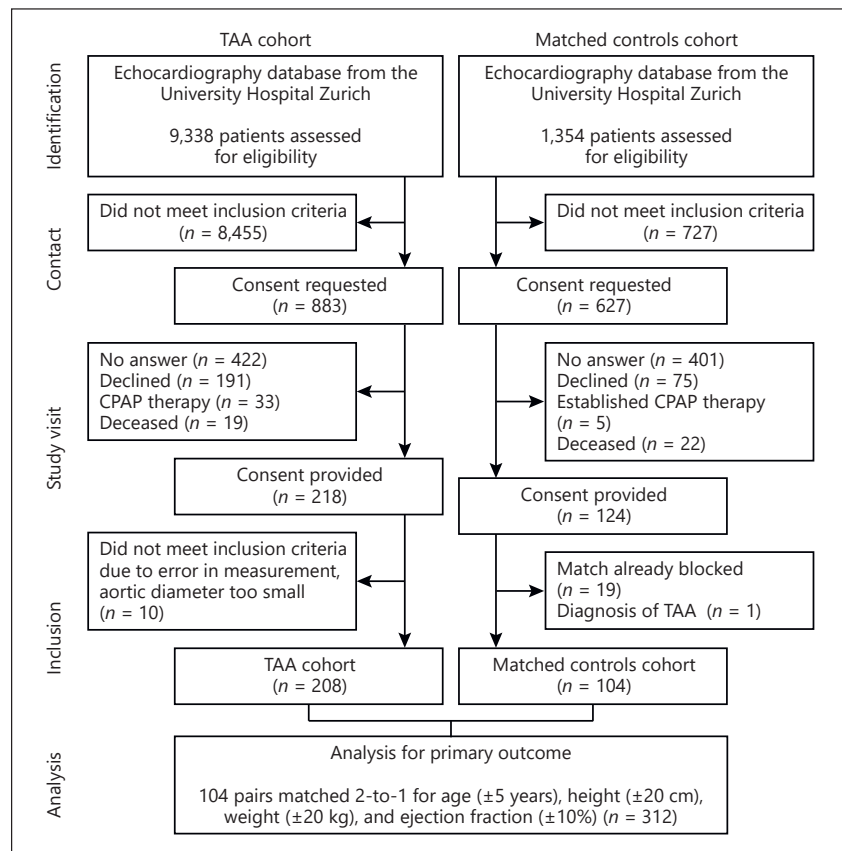 TAA cohort
Matched controls cohort
Identification
Echocardiography database from the
University Hospital Zurich
9,338 patients assessed
for eligibility
Echocardiography database from the
University Hospital Zurich
1,354 patients assessed
for eligibility
Contact
Did not meet inclusion criteria
(n = 8,455)
Did not meet inclusion criteria
(n = 727)
Consent requested
(n = 883)
Consent requested
(n = 627)
Study visit
No answer (n = 422)
Declined (n = 191)
CPAP therapy (n = 33)
Deceased (n = 19)
No answer (n = 401)
Declined (n = 75)
Established CPAP therapy
(n = 5)
Deceased (n = 22)
Consent provided
(n = 218)
Consent provided
(n = 124)
Inclusion
Did not meet inclusion criteria
due to error in measurement,
aortic diameter too small
(n = 10)
Match already blocked
(n = 19)
Diagnosis of TAA (n = 1)
TAA cohort
(n = 208)
Matched controls cohort
(n = 104)
Analysis
Analysis for primary outcome
104 pairs matched 2-to-1 for age (±5 years), height (±20 cm),
weight (±20 kg), and ejection fraction (±10%) (n = 312)